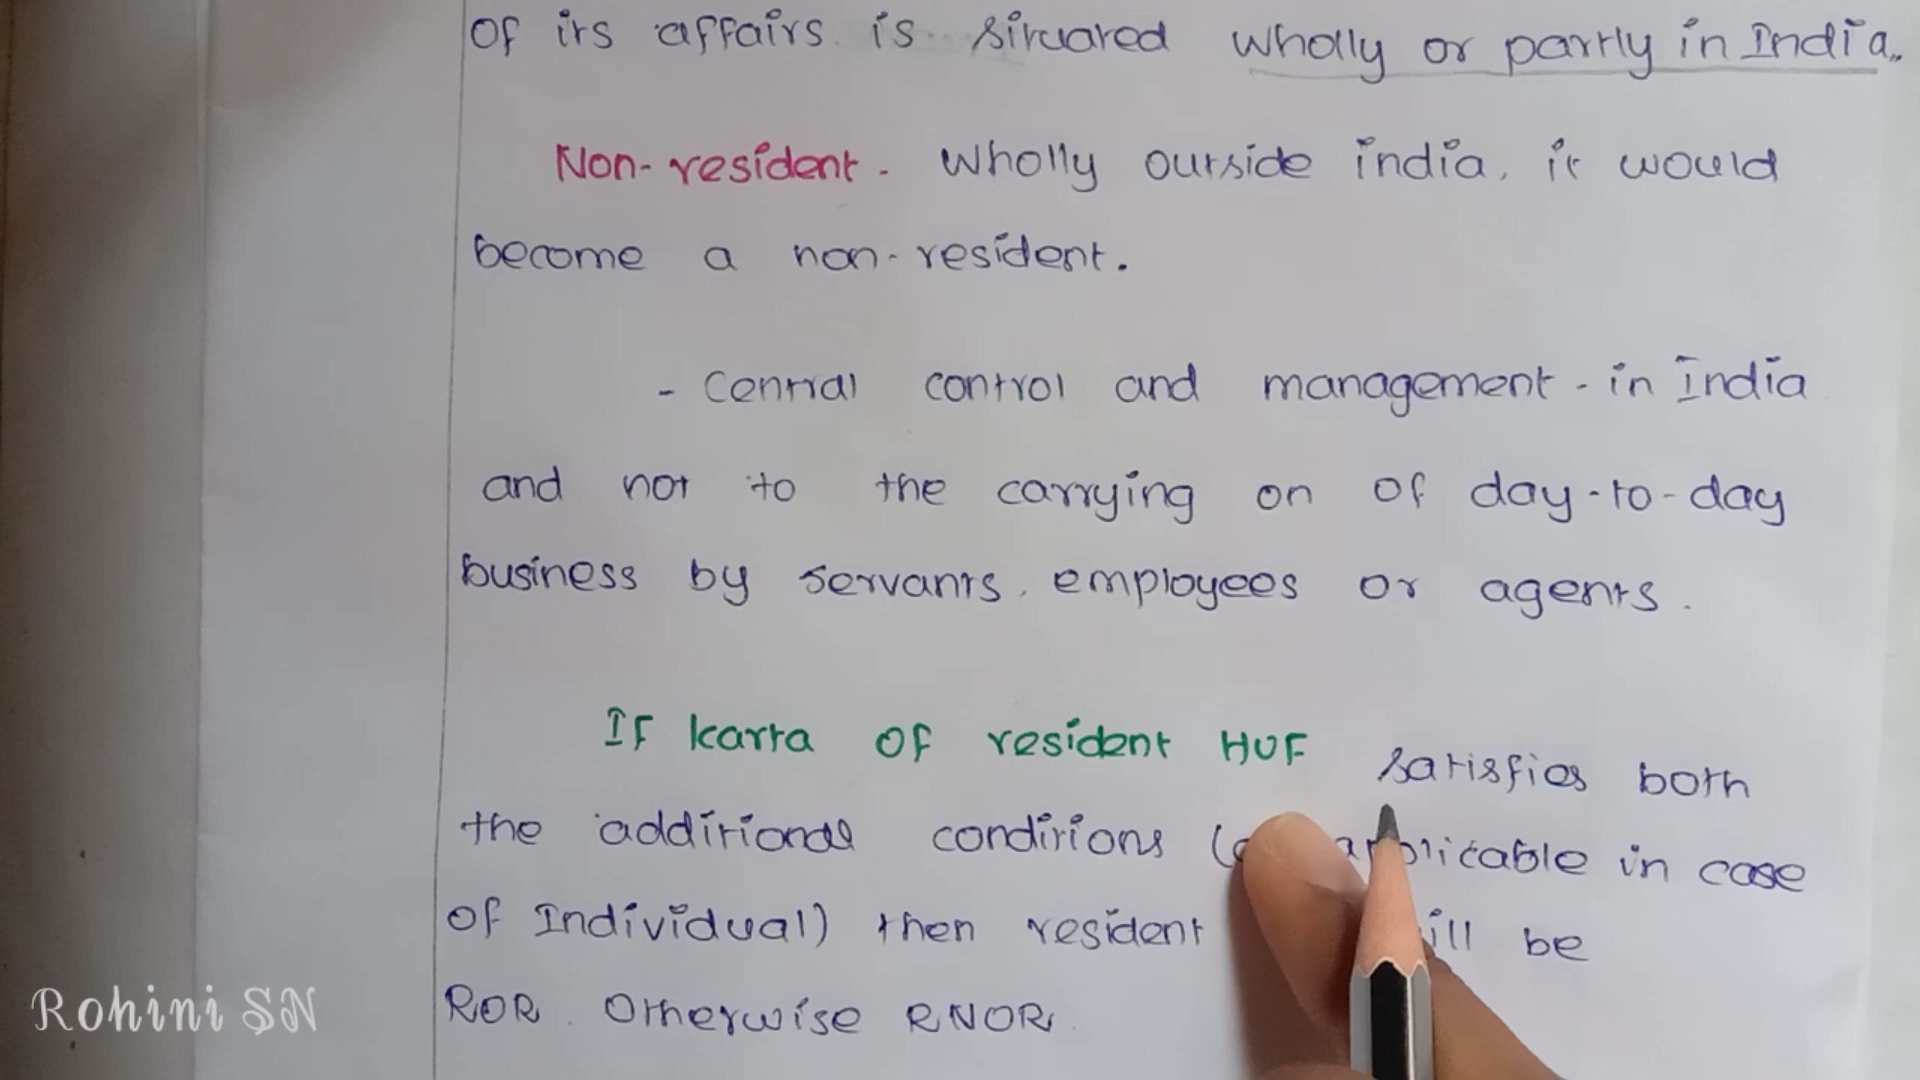 of its affairs is situated wholly or partly in India.
Non-resident - Wholly outside india, it would
become a non-resident.
- Central control and management - in India
and not to the carrying on of day-to-day
business by servants, employees or agents.
If karta of resident HUF satisfies both
the additional conditions applicable in case
of Individual) then resident be
ROR. Otherwise RNOR.
Rohini SN